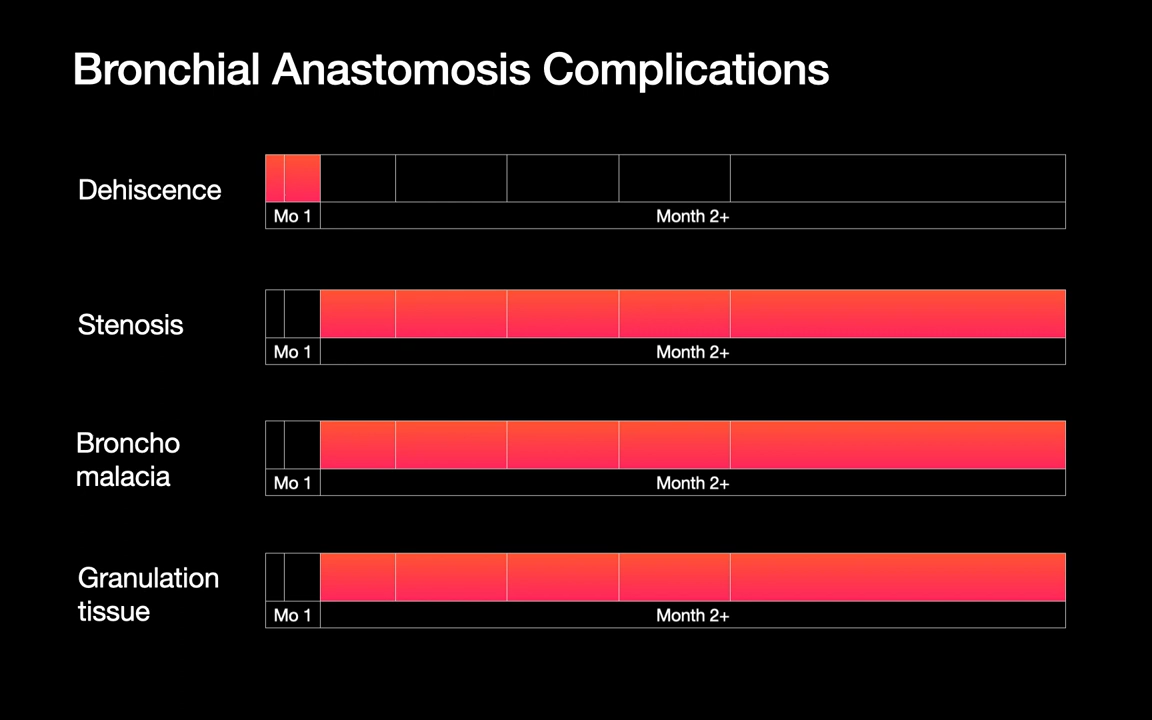 Bronchial Anastomosis Complications
Dehiscence
Mo 1 Month 2+
Stenosis
Mo 1 Month 2+
Broncho
malacia
Mo 1 Month 2+
Granulation
tissue
Mo 1 Month 2+